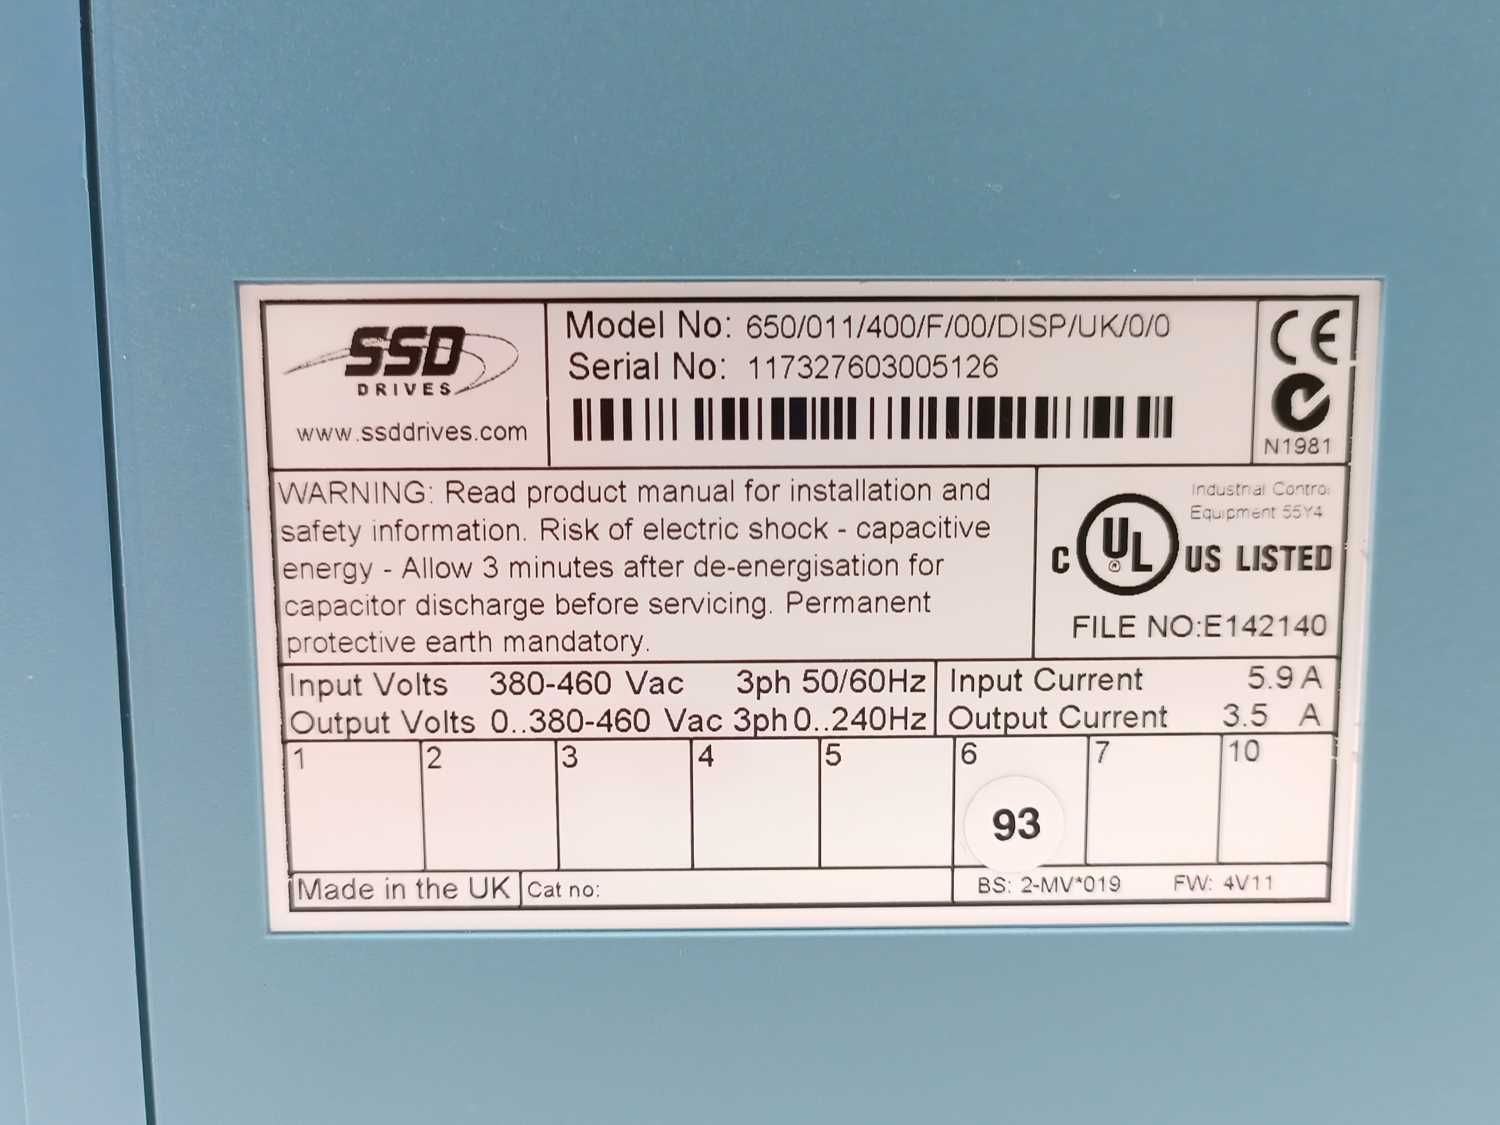 SSD
DRIVES
www.ssddrives.com
Model No: 650/011/400/F/00/DISP/UK/0/0
Serial No: 117327603005126
CE
N1981
WARNING: Read product manual for installation and
safety information. Risk of electric shock - capacitive
energy - Allow 3 minutes after de-energisation for
capacitor discharge before servicing. Permanent
protective earth mandatory.
Industrial Control
Equipment 55Y4
C UL ® US LISTED
FILE NO:E142140
Input Volts 380-460 Vac 3ph 50/60Hz
Output Volts 0..380-460 Vac 3ph 0..240Hz
Input Current 5.9 A
Output Current 3.5 A
1 2 3 4 5 6 7 10
93
Made in the UK
Cat no:
BS: 2-MV*019 FW: 4V11